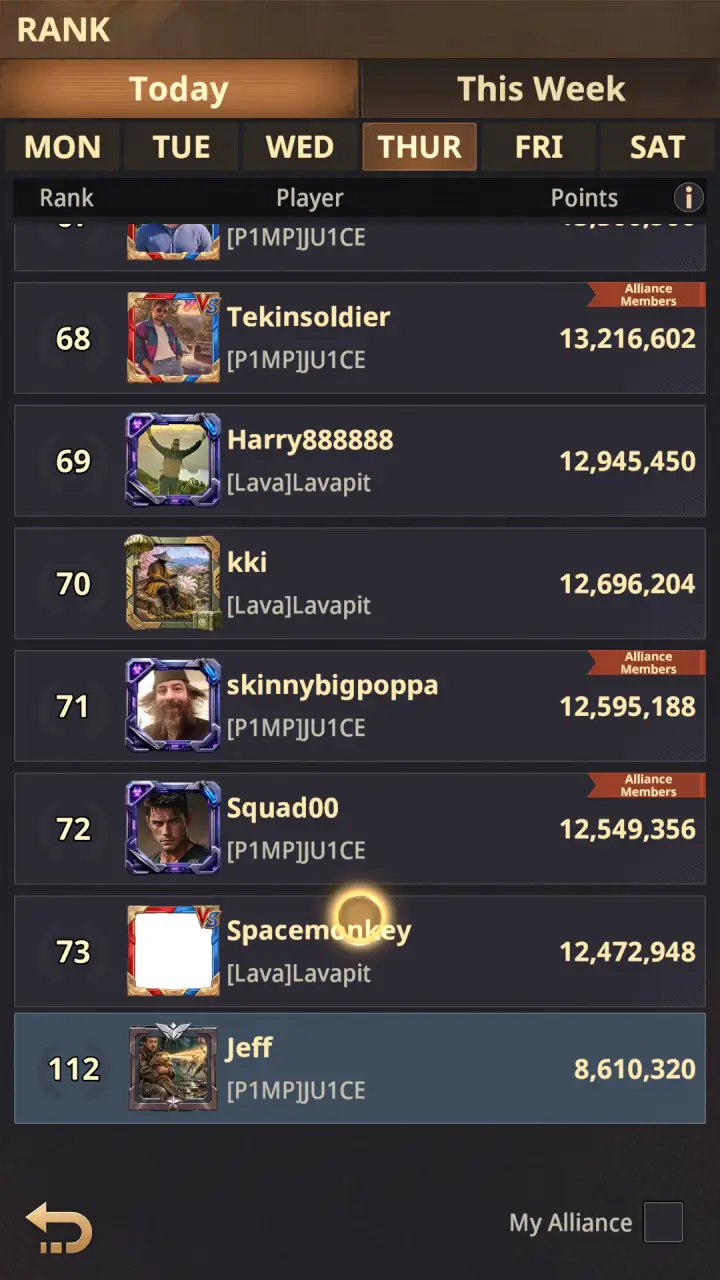 RANK
Today
This Week
MON
TUE
WED
THUR
FRI
SAT
Rank
Player
Points
[P1MP]JU1CE
Alliance
Members
68
Tekinsoldier
[P1MP]JU1CE
13,216,602
69
Harry888888
[Lava]Lavapit
12,945,450
70
kki
[Lava]Lavapit
12,696,204
Alliance
Members
71
skinnybigpoppa
[P1MP]JU1CE
12,595,188
Alliance
Members
72
Squad00
[P1MP]JU1CE
12,549,356
73
Spacemonkey
[Lava]Lavapit
12,472,948
112
Jeff
[P1MP]JU1CE
8,610,320
My Alliance